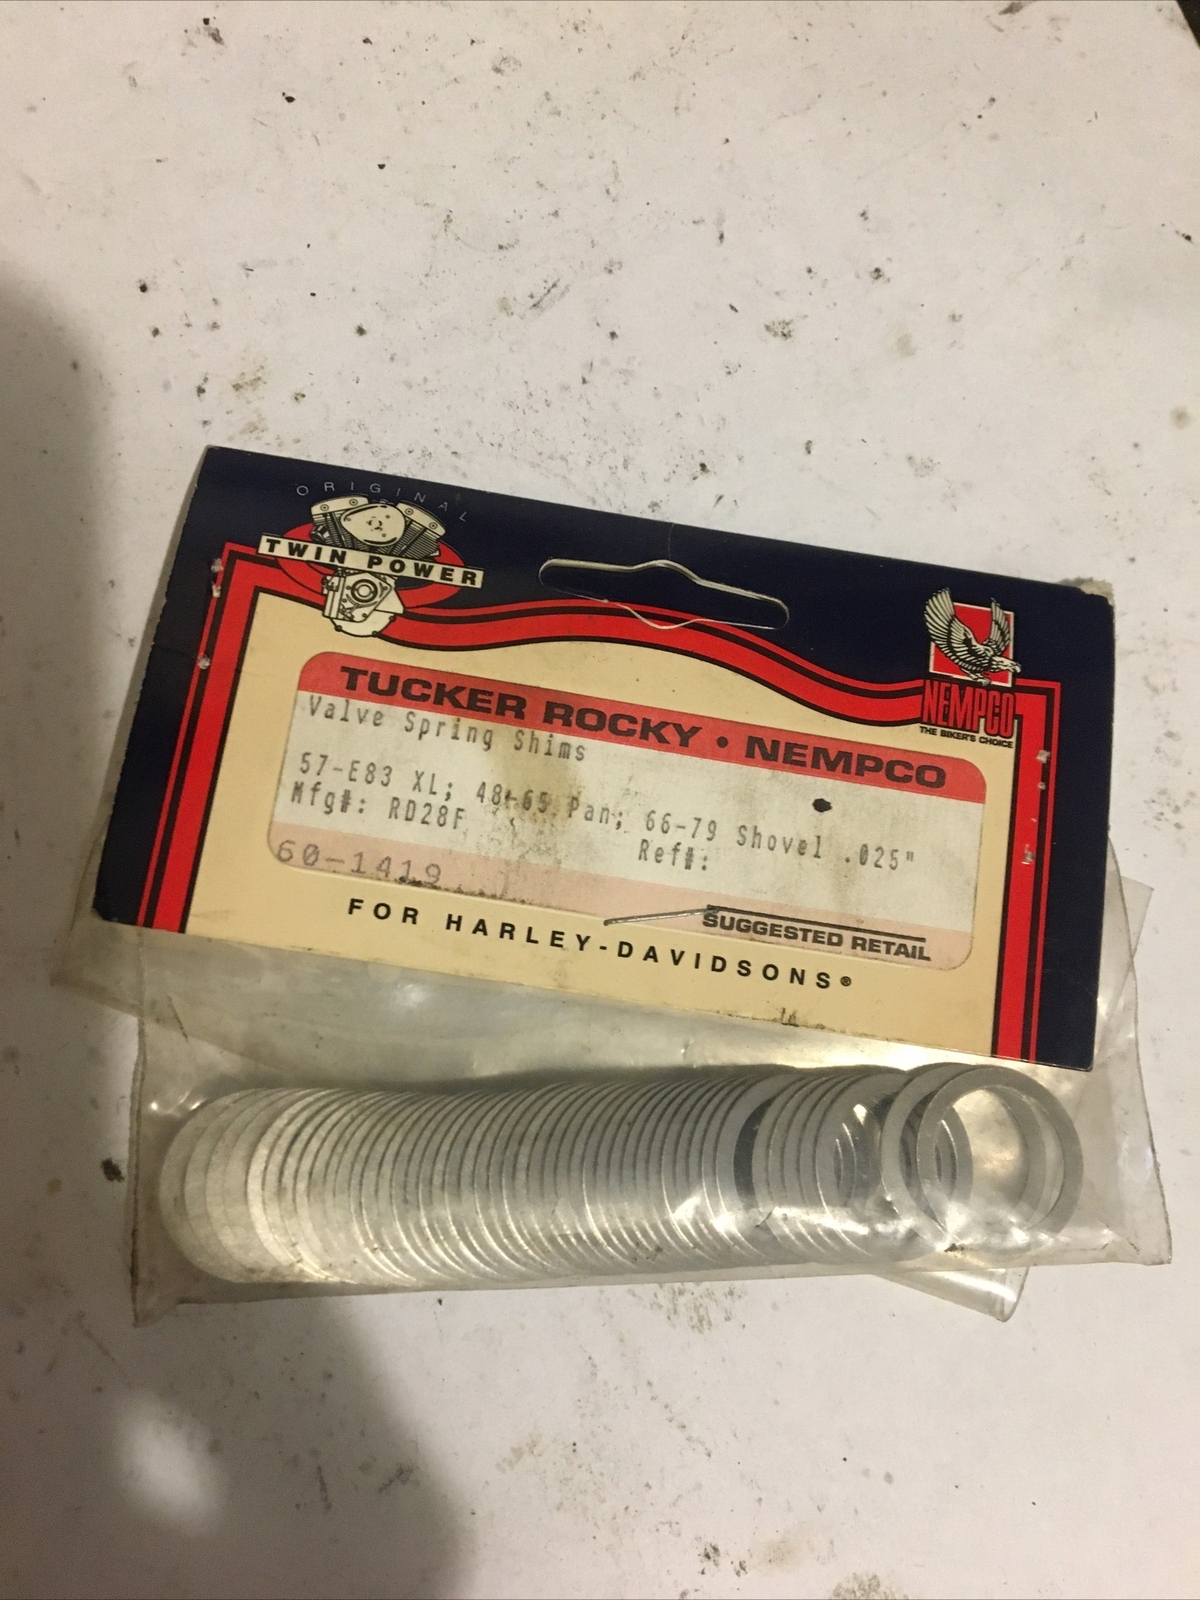 ORIGINAL
TWIN POWER
NEMPCO
THE BIKER'S CHOICE
TUCKER ROCKY • NEMPCO
Valve Spring Shims
57-E83 XL; 48-65 Pan; 66-79 Shovel .025"
Mfg#: RD28F Ref#:
60-1419
SUGGESTED RETAIL
FOR HARLEY-DAVIDSONS®